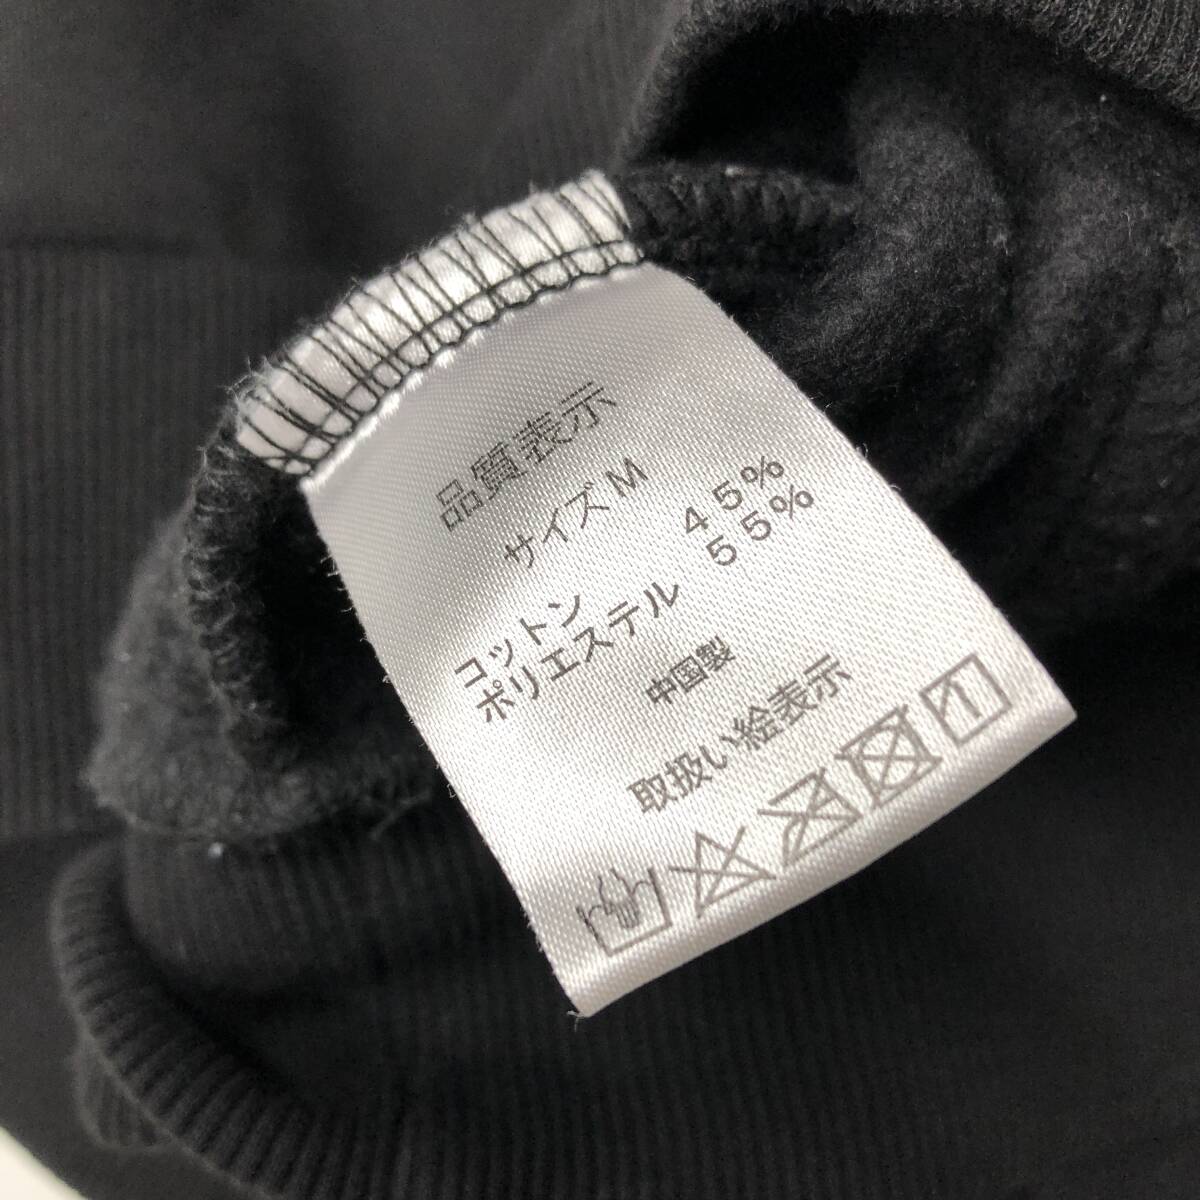 品質表示
サイズ M
コットン 45%
ポリエステル 55%
中国製
取扱い絵表示